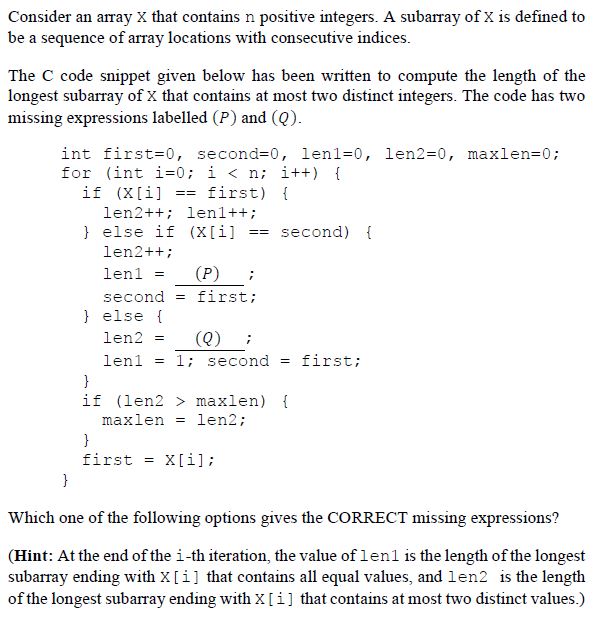 Consider an array X that contains n positive integers. A subarray of X is defined to
be a sequence of array locations with consecutive indices.
The C code snippet given below has been written to compute the length of the
longest subarray of X that contains at most two distinct integers. The code has two
missing expressions labelled (P) and (Q).
int first=0, second=0, len1=0, len2=0, maxlen=0;
for (int i=0; i < n; i++) {
if (X[i] == first) {
len2++; len1++;
} else if (X[i] == second) {
len2++;
len1 = (P) ;
second = first;
} else {
len2 = (Q) ;
len1 = 1; second = first;
}
if (len2 > maxlen) {
maxlen = len2;
}
first = X[i];
}
Which one of the following options gives the CORRECT missing expressions?
(Hint: At the end of the i-th iteration, the value of len1 is the length of the longest
subarray ending with X[i] that contains all equal values, and len2 is the length
of the longest subarray ending with X[i] that contains at most two distinct values.)